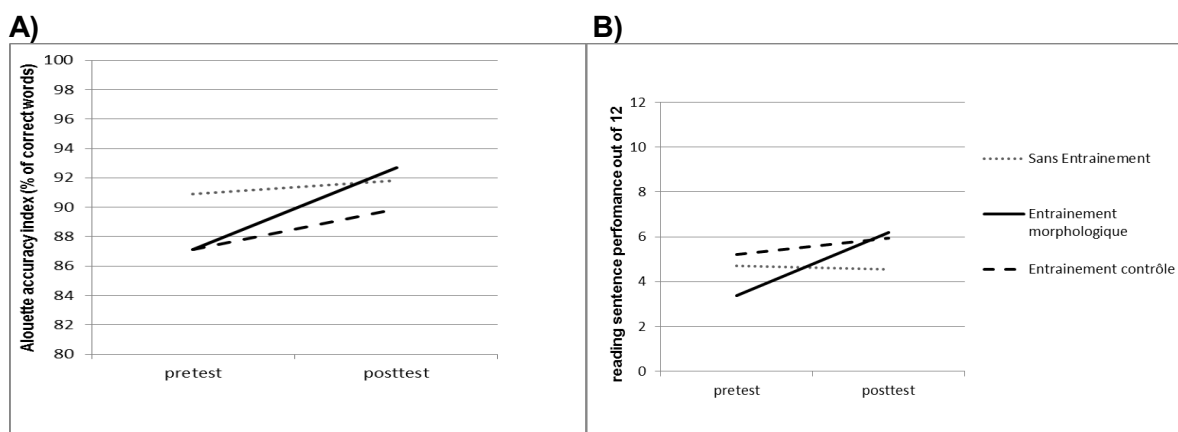 A)
Alouette accuracy index (% of correct words)
100
98
96
94
92
90
88
86
84
82
80
pretest
posttest
B)
reading sentence perfomance out of 12
12
10
8
6
4
2
0
pretest
posttest
Sans Entrainement
Entrainement
morphologique
Entrainement contrôle